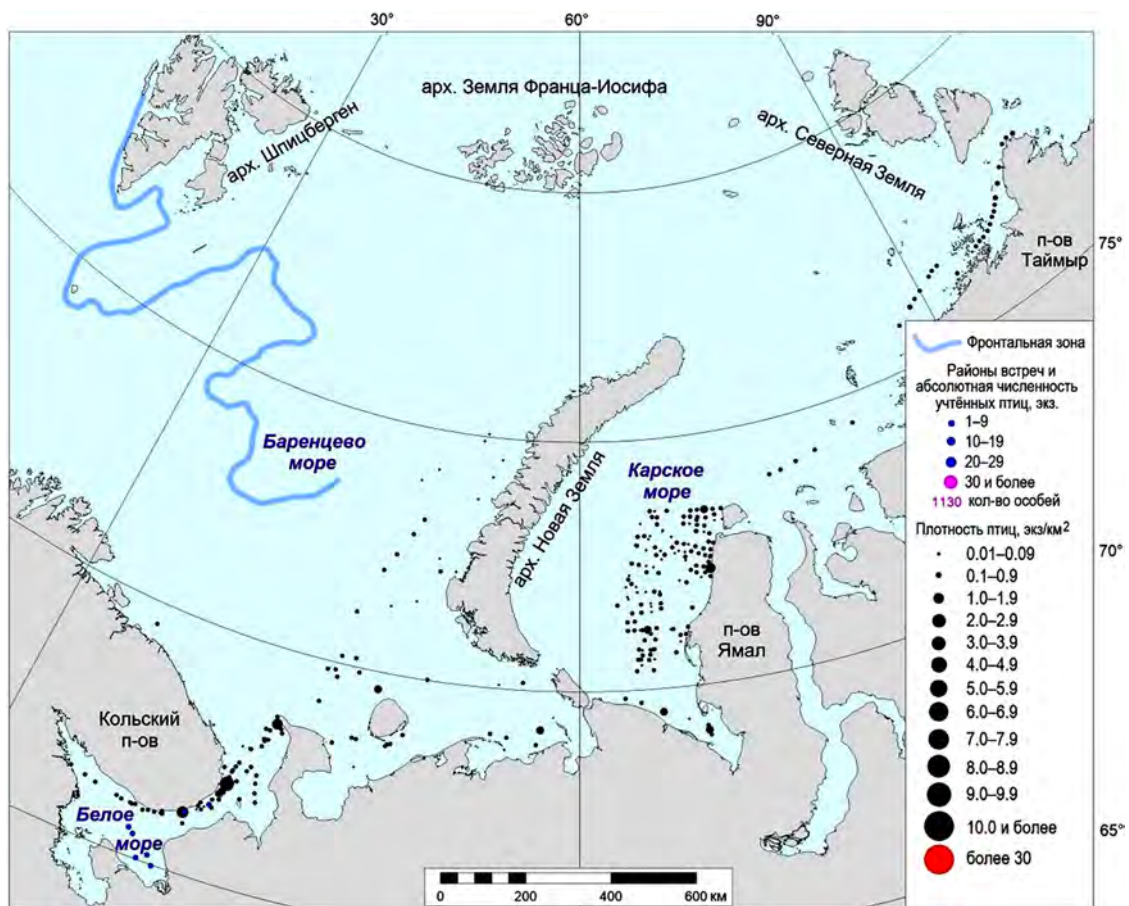 30°
60°
90°
арх. Земля Франца-Иосифа
арх. Шпицберген
арх. Северная Земля
п-ов
Таймыр
75°
Баренцево
море
арх. Новая Земля
Карское
море
70°
п-ов
Ямал
Кольский
п-ов
Белое
море
65°
0 200 400 600 км
Фронтальная зона
Районы встреч и
абсолютная численность
учтённых птиц, экз.
1–9
10–19
20–29
30 и более
1130 кол-во особей
Плотность птиц, экз/км2
0.01–0.09
0.1–0.9
1.0–1.9
2.0–2.9
3.0–3.9
4.0–4.9
5.0–5.9
6.0–6.9
7.0–7.9
8.0–8.9
9.0–9.9
10.0 и более
более 30